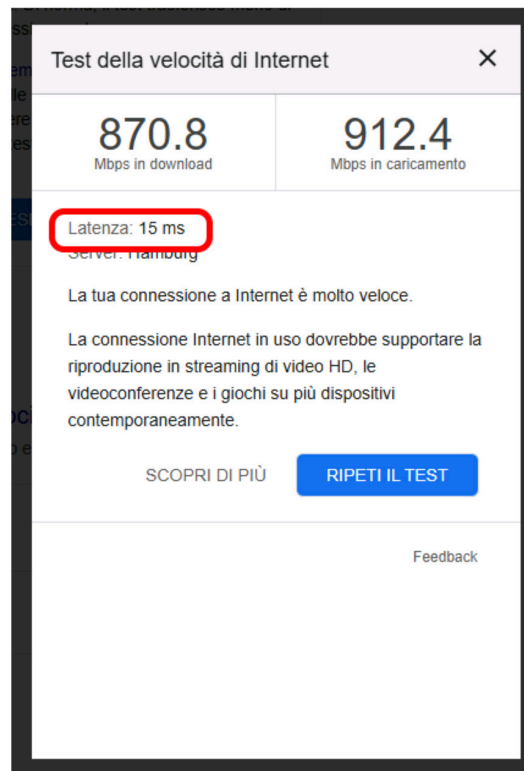 Test della velocità di Internet
870.8
Mbps in download
912.4
Mbps in caricamento
Latenza: 15 ms
Server: Hamburg
La tua connessione a Internet è molto veloce.
La connessione Internet in uso dovrebbe supportare la
riproduzione in streaming di video HD, le
videoconferenze e i giochi su più dispositivi
contemporaneamente.
SCOPRI DI PIÙ
RIPETI IL TEST
Feedback